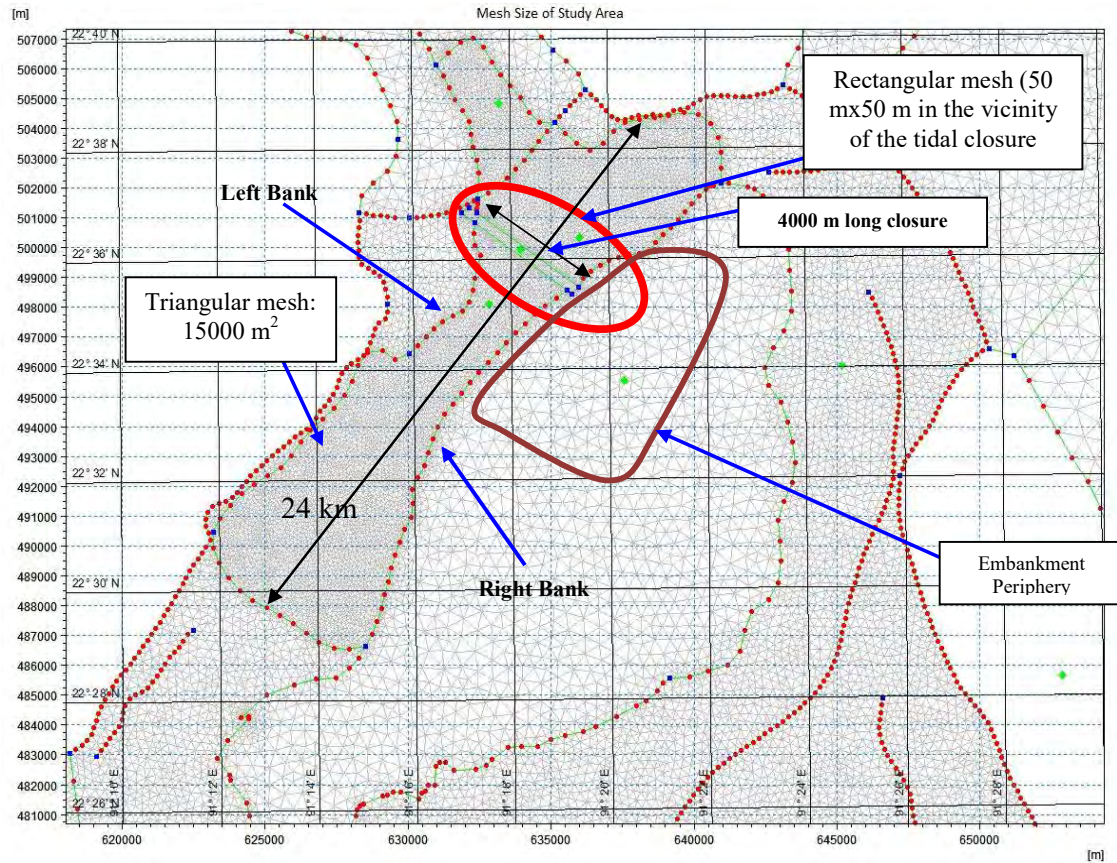 Mesh Size of Study Area
[m]
507000
506000
505000
504000
503000
502000
501000
500000
499000
498000
497000
496000
495000
494000
493000
492000
491000
490000
489000
488000
487000
486000
485000
484000
483000
482000
481000
22°40' N
22°38' N
22°36' N
22°34' N
22°32' N
22°30' N
22°28' N
22°26' N
Rectangular mesh (50
mx50 m in the vicinity
of the tidal closure
Left Bank
4000 m long closure
Triangular mesh:
15000 m2
24 km
Right Bank
Embankment
Periphery
91°10' E
91°12' E
91°14' E
91°16' E
91°18' E
91°20' E
91°22' E
91°24' E
91°26' E
91°28' E
620000
625000
630000
635000
640000
645000
650000
[m]